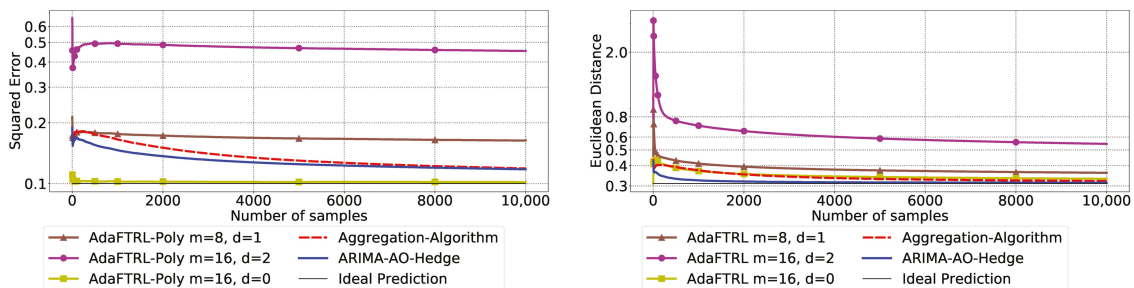 0.6
0.5
0.4
0.3
0.2
0.1
Squared Error
0 2000 4000 6000 8000 10,000
Number of samples
AdaFTRL-Poly m=8, d=1
AdaFTRL-Poly m=16, d=2
AdaFTRL-Poly m=16, d=0
Aggregation-Algorithm
ARIMA-AO-Hedge
Ideal Prediction
2.0
0.8
0.6
0.5
0.4
0.3
Euclidean Distance
0 2000 4000 6000 8000 10,000
Number of samples
AdaFTRL m=8, d=1
AdaFTRL m=16, d=2
AdaFTRL m=16, d=0
Aggregation-Algorithm
ARIMA-AO-Hedge
Ideal Prediction